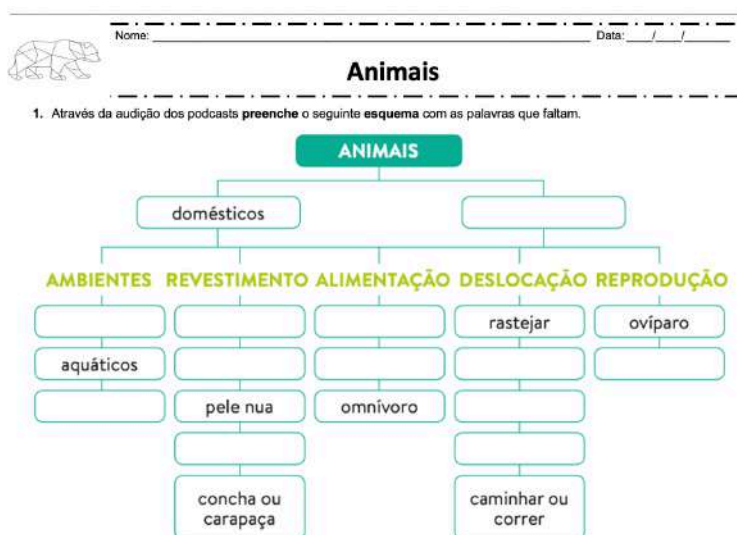 Nome: Data: / /
Animais
1. Através da audição dos podcasts preenche o seguinte esquema com as palavras que faltam.
ANIMAIS
domésticos
AMBIENTES REVESTIMENTO ALIMENTAÇÃO DESLOCAÇÃO REPRODUÇÃO
rastejar ovíparo
aquáticos
pele nua omnívoro
concha ou caminhar ou
carapaça correr